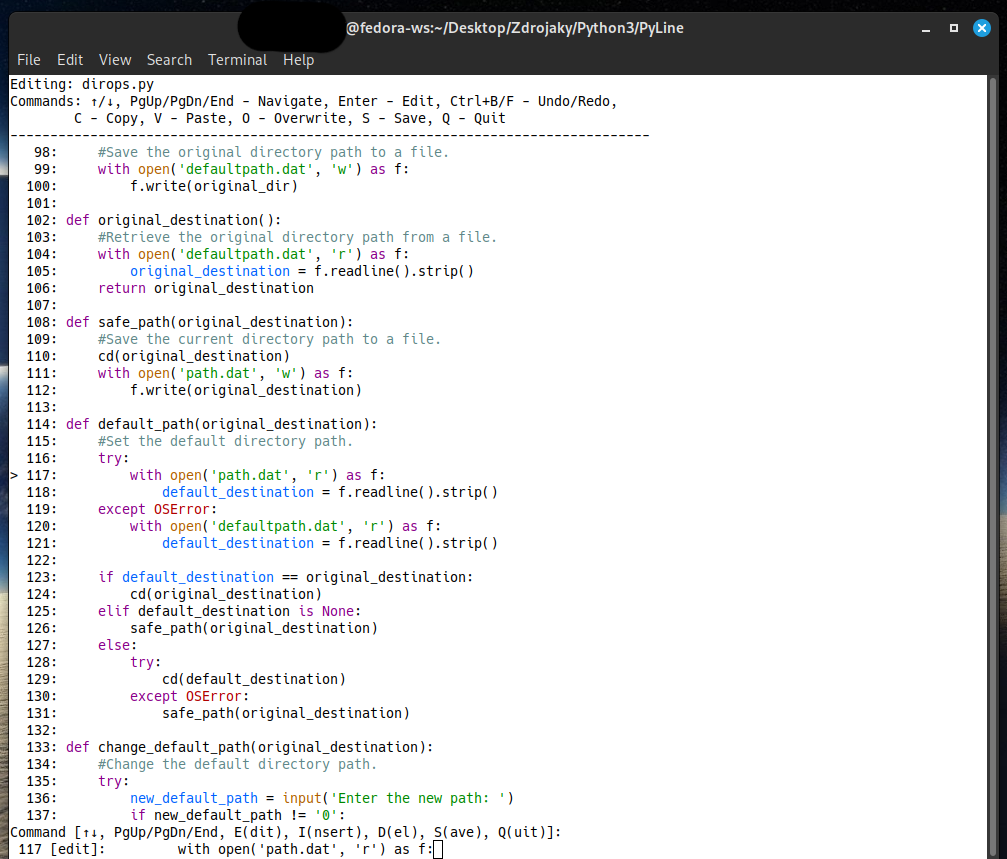 @fedora-ws:~/Desktop/Zdrojaky/Python3/PyLine
File Edit View Search Terminal Help
Editing: dirops.py
Commands: ↑/↓, PgUp/PgDn/End - Navigate, Enter - Edit, Ctrl+B/F - Undo/Redo,
        C - Copy, V - Paste, O - Overwrite, S - Save, Q - Quit
--------------------------------------------------------------------------------
   98:     #Save the original directory path to a file.
   99:     with open('defaultpath.dat', 'w') as f:
  100:         f.write(original_dir)
  101:
  102: def original_destination():
  103:     #Retrieve the original directory path from a file.
  104:     with open('defaultpath.dat', 'r') as f:
  105:         original_destination = f.readline().strip()
  106:     return original_destination
  107:
  108: def safe_path(original_destination):
  109:     #Save the current directory path to a file.
  110:     cd(original_destination)
  111:     with open('path.dat', 'w') as f:
  112:         f.write(original_destination)
  113:
  114: def default_path(original_destination):
  115:     #Set the default directory path.
  116:     try:
> 117:         with open('path.dat', 'r') as f:
  118:             default_destination = f.readline().strip()
  119:     except OSError:
  120:         with open('defaultpath.dat', 'r') as f:
  121:             default_destination = f.readline().strip()
  122:
  123:     if default_destination == original_destination:
  124:         cd(original_destination)
  125:     elif default_destination is None:
  126:         safe_path(original_destination)
  127:     else:
  128:         try:
  129:             cd(default_destination)
  130:         except OSError:
  131:             safe_path(original_destination)
  132:
  133: def change_default_path(original_destination):
  134:     #Change the default directory path.
  135:     try:
  136:         new_default_path = input('Enter the new path: ')
  137:         if new_default_path != '0':
Command [↑↓, PgUp/PgDn/End, E(dit), I(nsert), D(el), S(ave), Q(uit)]:
 117 [edit]:         with open('path.dat', 'r') as f: